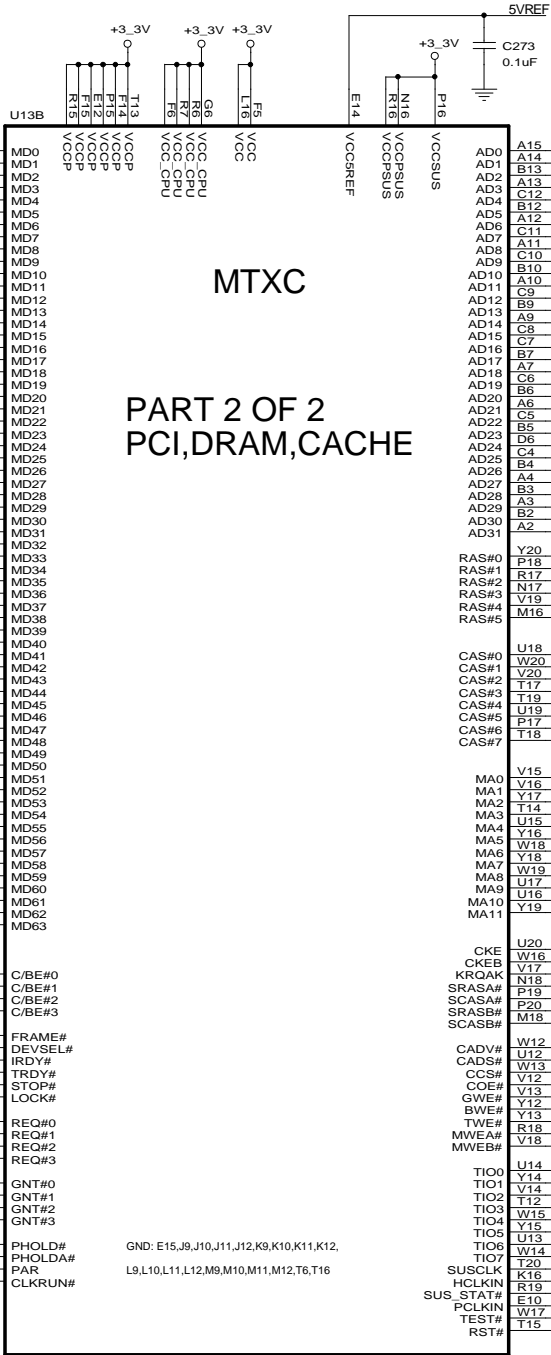 5VREF
+3_3V
+3_3V
+3_3V
+3_3V
C273
0.1uF
U13B
R15
F15
E12
P15
F14
T13
F6
R7
R6
G6
L16
F5
E14
R16
N16
P16
VCCP
VCCP
VCCP
VCCP
VCCP
VCCP
VCC_CPU
VCC_CPU
VCC_CPU
VCC_CPU
VCC
VCC
VCC5REF
VCCPSUS
VCCPSUS
VCCSUS
MTXC
PART 2 OF 2
PCI,DRAM,CACHE
MD0
MD1
MD2
MD3
MD4
MD5
MD6
MD7
MD8
MD9
MD10
MD11
MD12
MD13
MD14
MD15
MD16
MD17
MD18
MD19
MD20
MD21
MD22
MD23
MD24
MD25
MD26
MD27
MD28
MD29
MD30
MD31
MD32
MD33
MD34
MD35
MD36
MD37
MD38
MD39
MD40
MD41
MD42
MD43
MD44
MD45
MD46
MD47
MD48
MD49
MD50
MD51
MD52
MD53
MD54
MD55
MD56
MD57
MD58
MD59
MD60
MD61
MD62
MD63
C/BE#0
C/BE#1
C/BE#2
C/BE#3
FRAME#
DEVSEL#
IRDY#
TRDY#
STOP#
LOCK#
REQ#0
REQ#1
REQ#2
REQ#3
GNT#0
GNT#1
GNT#2
GNT#3
PHOLD#
PHOLDA#
PAR
CLKRUN#
GND: E15,J9,J10,J11,J12,K9,K10,K11,K12,
L9,L10,L11,L12,M9,M10,M11,M12,T6,T16
AD0 A15
AD1 A14
AD2 B13
AD3 A13
AD4 C12
AD5 B12
AD6 A12
AD7 C11
AD8 A11
AD9 C10
AD10 B10
AD11 A10
AD12 C9
AD13 B9
AD14 A9
AD15 C8
AD16 C7
AD17 B7
AD18 A7
AD19 C6
AD20 B6
AD21 A6
AD22 C5
AD23 B5
AD24 D6
AD25 C4
AD26 B4
AD27 A4
AD28 B3
AD29 A3
AD30 B2
AD31 A2
RAS#0 Y20
RAS#1 P18
RAS#2 R17
RAS#3 N17
RAS#4 V19
RAS#5 M16
CAS#0 U18
CAS#1 W20
CAS#2 V20
CAS#3 T17
CAS#4 T19
CAS#5 U19
CAS#6 P17
CAS#7 T18
MA0 V15
MA1 V16
MA2 Y17
MA3 T14
MA4 U15
MA5 Y16
MA6 W18
MA7 Y18
MA8 W19
MA9 U17
MA10 U16
MA11 Y19
CKE U20
CKEB W16
KRQAK V17
SRASA# N18
SCASA# P19
SRASB# P20
SCASB# M18
CADV# W12
CADS# U12
CCS# W13
COE# V12
GWE# V13
BWE# Y12
TWE# Y13
MWEA# R18
MWEB# V18
TIO0 U14
TIO1 Y14
TIO2 V14
TIO3 T12
TIO4 W15
TIO5 Y15
TIO6 U13
TIO7 W14
SUSCLK T20
HCLKIN K16
SUS_STAT# R19
PCLKIN E10
TEST# W17
RST# T15